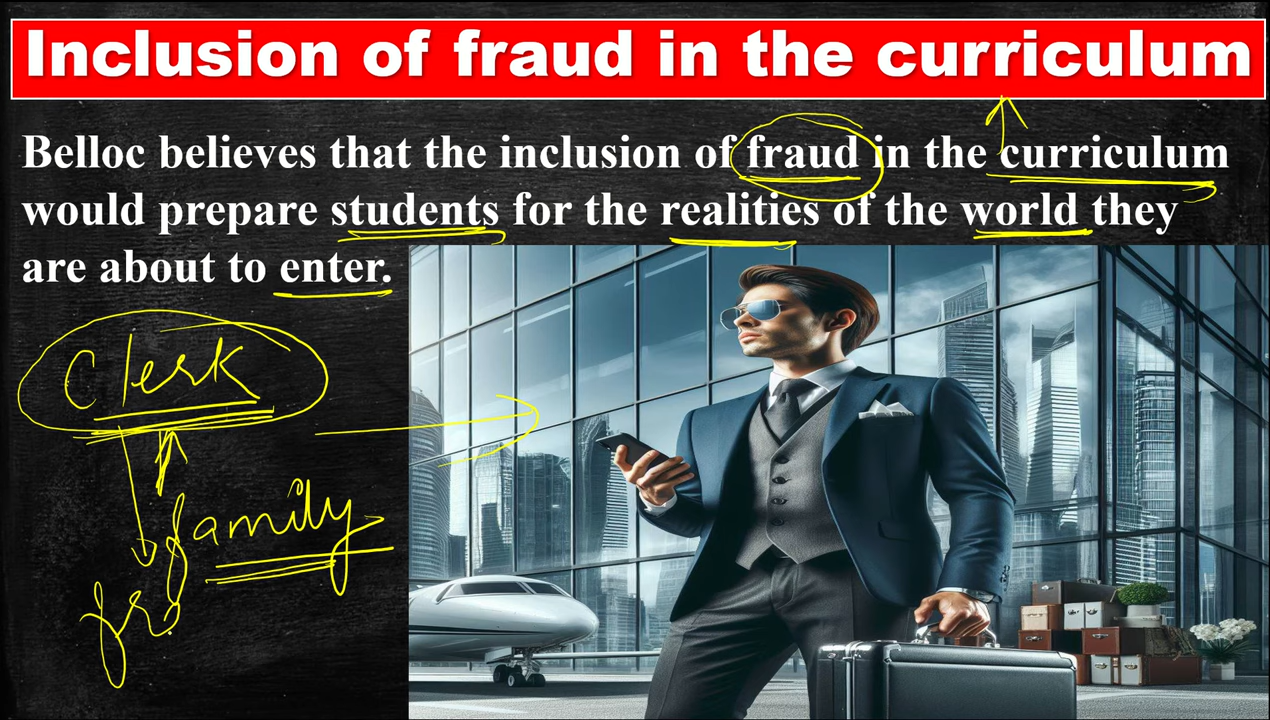 Inclusion of fraud in the curriculum
Belloc believes that the inclusion of fraud in the curriculum
would prepare students for the realities of the world they
are about to enter.
Clerk
family
fro